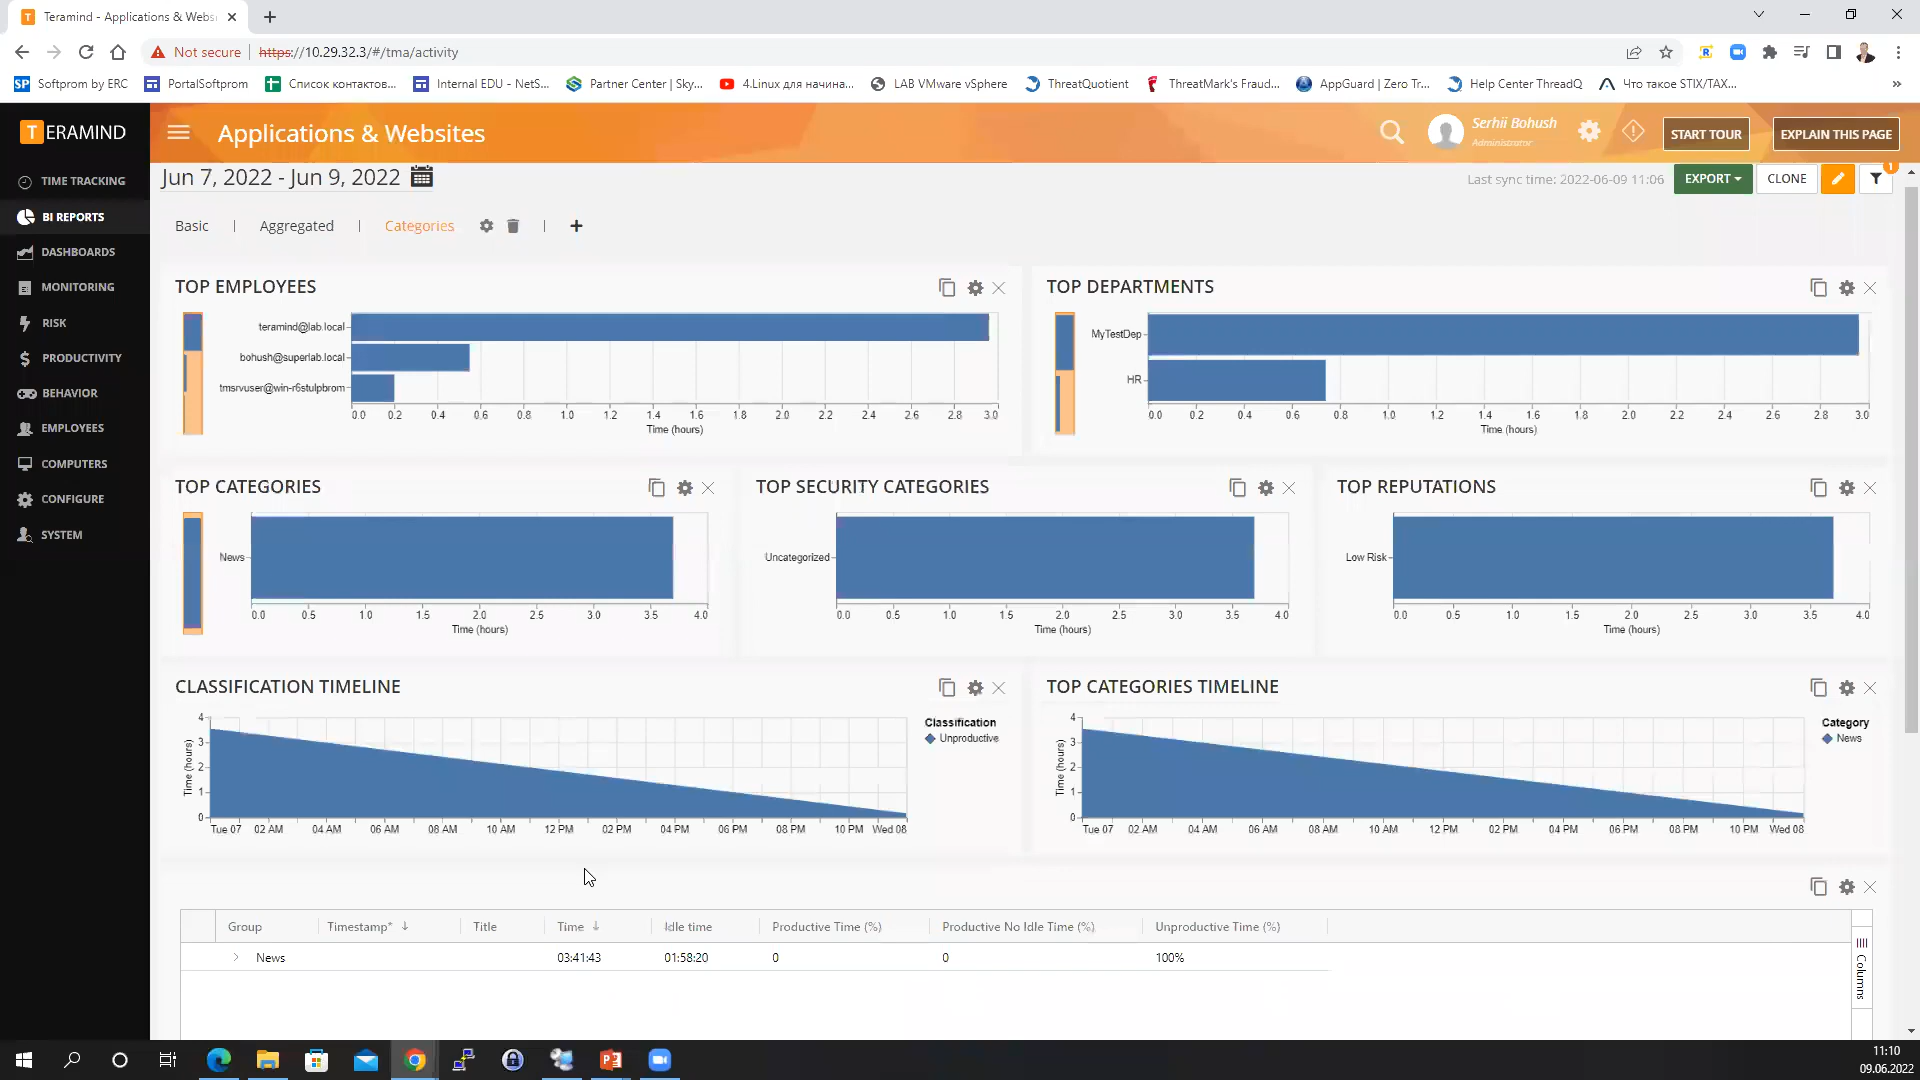 Teramind - Applications & Webs
Not secure https://10.29.32.3/#/tma/activity
Softprom by ERC PortalSoftprom Список контактов... Internal EDU - NetS... Partner Center | Sky... 4.Linux для начина... LAB VMware vSphere ThreatQuotient ThreatMark's Fraud... AppGuard | Zero Tr... Help Center ThreadQ Что такое STIX/TAX... »
TERAMIND
Applications & Websites
Serhii Bohush
Administrator
START TOUR
EXPLAIN THIS PAGE
TIME TRACKING
BI REPORTS
DASHBOARDS
MONITORING
RISK
PRODUCTIVITY
BEHAVIOR
EMPLOYEES
COMPUTERS
CONFIGURE
SYSTEM
Jun 7, 2022 - Jun 9, 2022
Last sync time: 2022-06-09 11:06
EXPORT
CLONE
1
Basic | Aggregated | Categories | +
TOP EMPLOYEES
teramind@lab.local
bohush@superlab.local
tmsrvuser@win-r6stulpbrom
0.0 0.2 0.4 0.6 0.8 1.0 1.2 1.4 1.6 1.8 2.0 2.2 2.4 2.6 2.8 3.0
Time (hours)
TOP DEPARTMENTS
MyTestDep
HR
0.0 0.2 0.4 0.6 0.8 1.0 1.2 1.4 1.6 1.8 2.0 2.2 2.4 2.6 2.8 3.0
Time (hours)
TOP CATEGORIES
News
0.0 0.5 1.0 1.5 2.0 2.5 3.0 3.5 4.0
Time (hours)
TOP SECURITY CATEGORIES
Uncategorized
0.0 0.5 1.0 1.5 2.0 2.5 3.0 3.5 4.0
Time (hours)
TOP REPUTATIONS
Low Risk
0.0 0.5 1.0 1.5 2.0 2.5 3.0 3.5 4.0
Time (hours)
CLASSIFICATION TIMELINE
Time (hours)
4
3
2
1
0
Tue 07 02 AM 04 AM 06 AM 08 AM 10 AM 12 PM 02 PM 04 PM 06 PM 08 PM 10 PM Wed 08
Classification
Unproductive
TOP CATEGORIES TIMELINE
Time (hours)
4
3
2
1
0
Tue 07 02 AM 04 AM 06 AM 08 AM 10 AM 12 PM 02 PM 04 PM 06 PM 08 PM 10 PM Wed 08
Category
News
Group Timestamp* Title Time Idle time Productive Time (%) Productive No Idle Time (%) Unproductive Time (%)
News 03:41:43 01:58:20 0 0 100%
Columns
11:10
09.06.2022